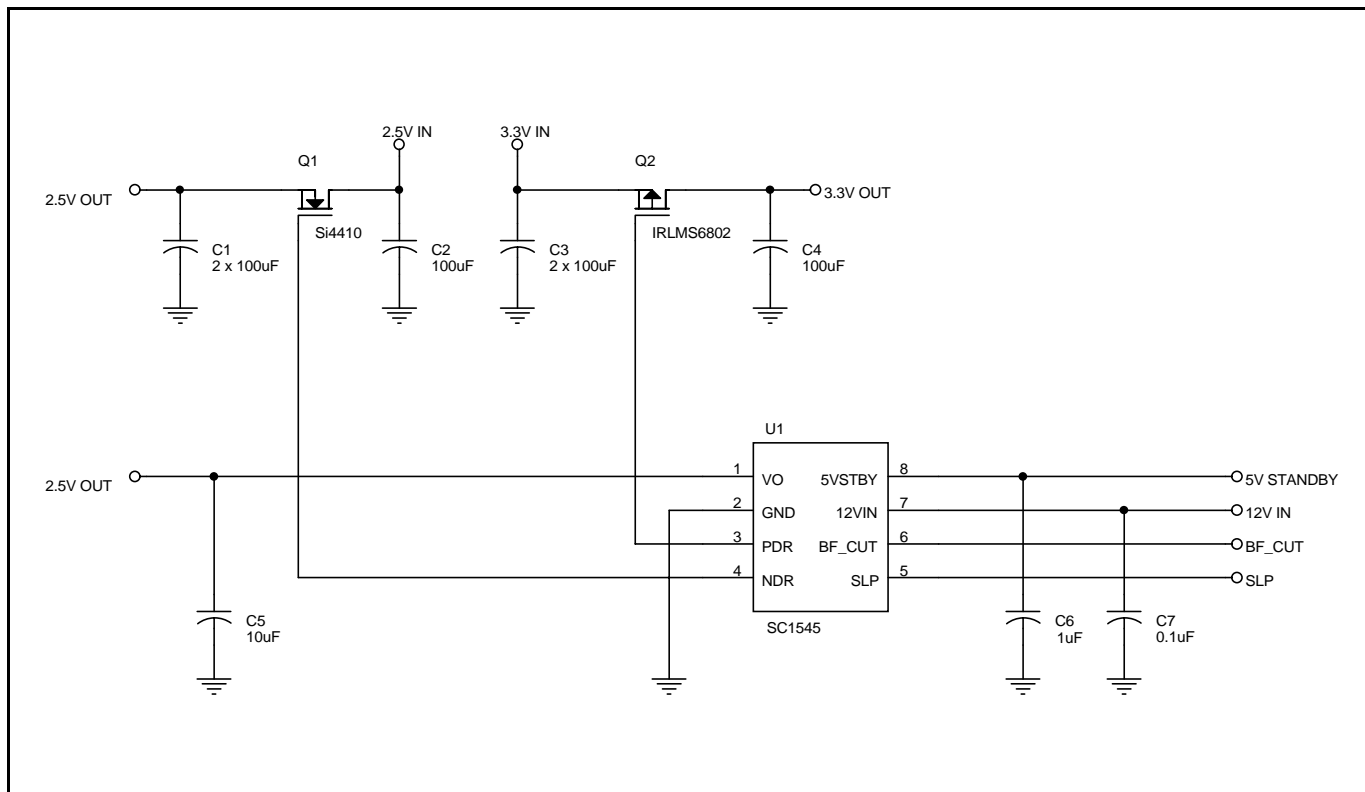 2.5V IN
3.3V IN
Q1
Q2
2.5V OUT
3.3V OUT
Si4410
IRLMS6802
C1
2 x 100uF
C2
100uF
C3
2 x 100uF
C4
100uF
U1
2.5V OUT
1
VO
5VSTBY
8
5V STANDBY
2
GND
12VIN
7
12V IN
3
PDR
BF_CUT
6
BF_CUT
4
NDR
SLP
5
SLP
SC1545
C5
10uF
C6
1uF
C7
0.1uF